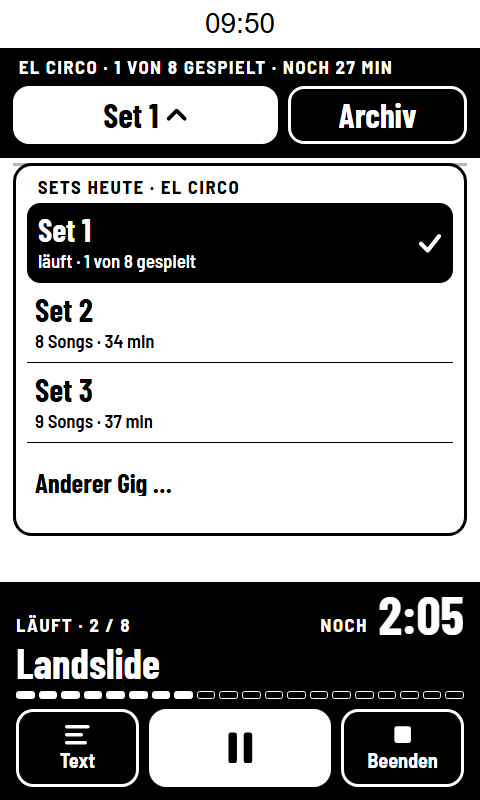 09:50
EL CIRCO · 1 VON 8 GESPIELT · NOCH 27 MIN
Set 1
Archiv
SETS HEUTE · EL CIRCO
Set 1
läuft · 1 von 8 gespielt
Set 2
8 Songs · 34 min
Set 3
9 Songs · 37 min
Anderer Gig ...
LÄUFT · 2 / 8
NOCH 2:05
Landslide
Text
Beenden